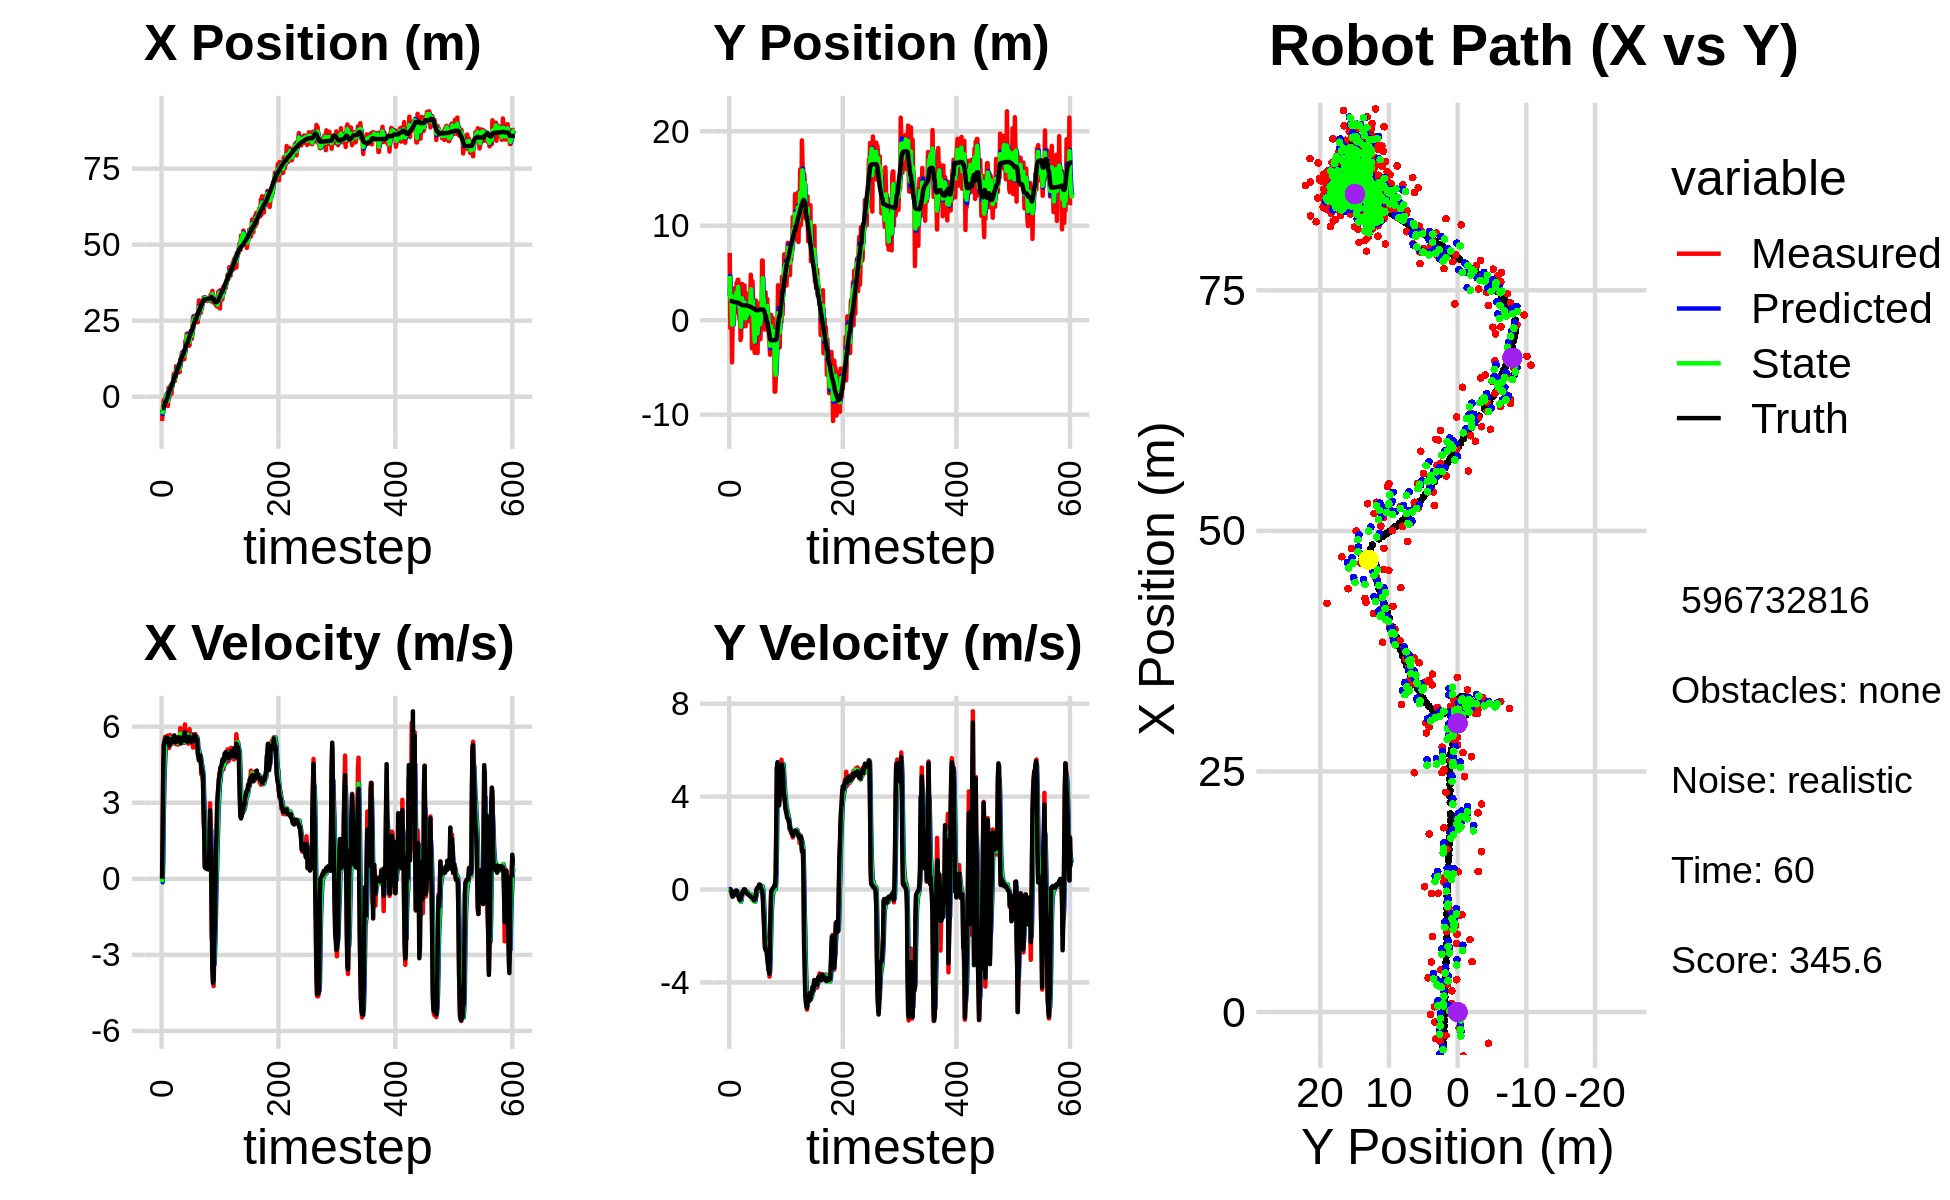 X Position (m)
75
50
25
0
0
200
400
600
timestep
Y Position (m)
20
10
0
-10
0
200
400
600
timestep
X Velocity (m/s)
6
3
0
-3
-6
0
200
400
600
timestep
Y Velocity (m/s)
8
4
0
-4
0
200
400
600
timestep
Robot Path (X vs Y)
X Position (m)
75
50
25
0
20 10 0 -10 -20
Y Position (m)
variable
Measured
Predicted
State
Truth
596732816
Obstacles: none
Noise: realistic
Time: 60
Score: 345.6